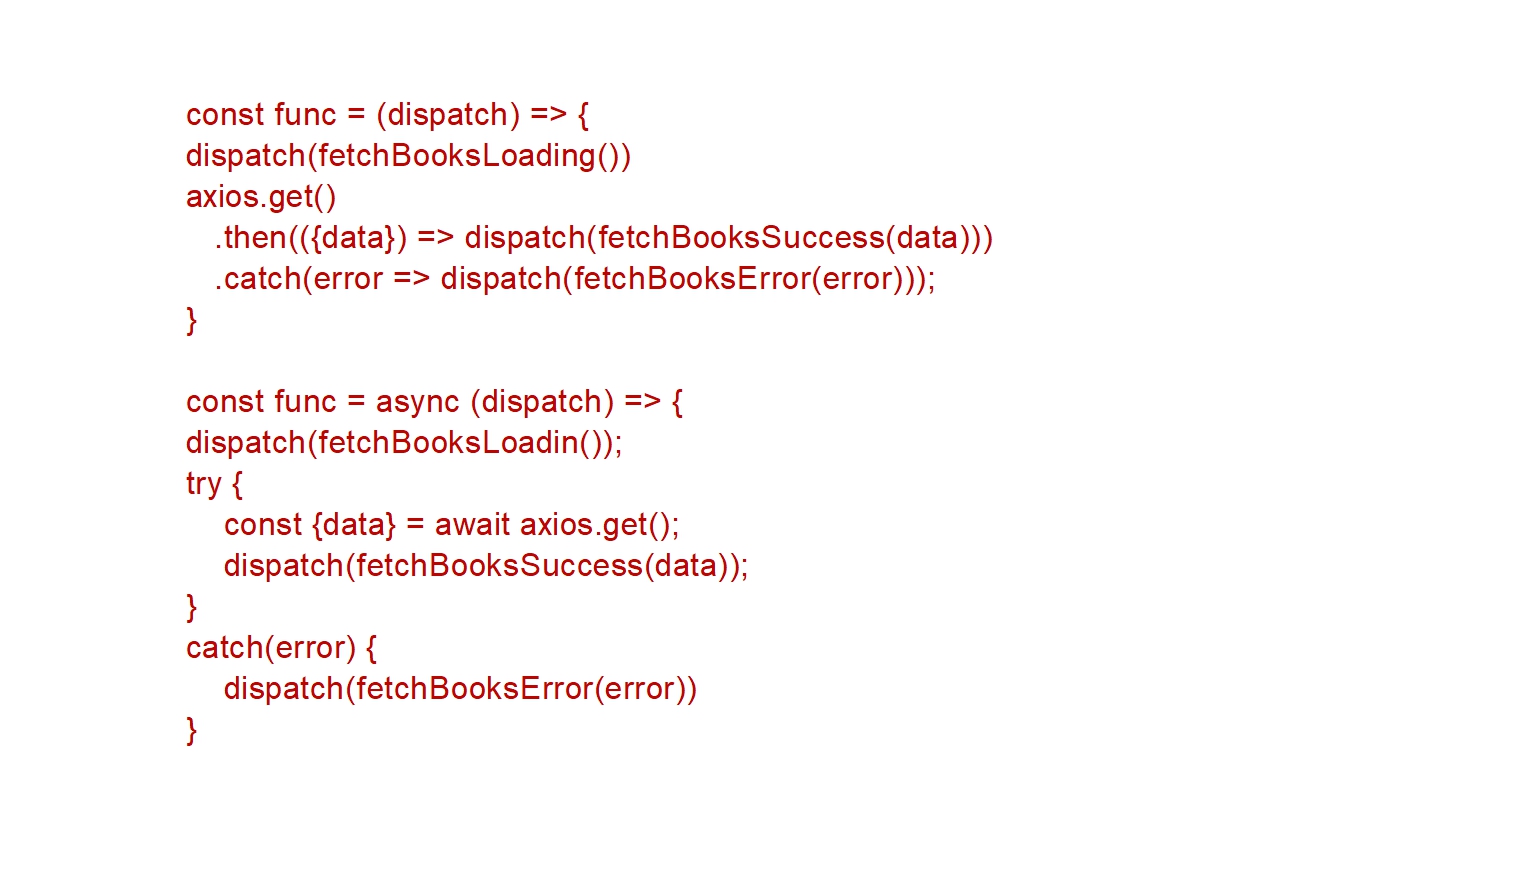 const func = (dispatch) => {
dispatch(fetchBooksLoading())
axios.get()
.then(({data}) => dispatch(fetchBooksSuccess(data)))
.catch(error => dispatch(fetchBooksError(error)));
}
const func = async (dispatch) => {
dispatch(fetchBooksLoadin());
try {
const {data} = await axios.get();
dispatch(fetchBooksSuccess(data));
}
catch(error) {
dispatch(fetchBooksError(error))
}